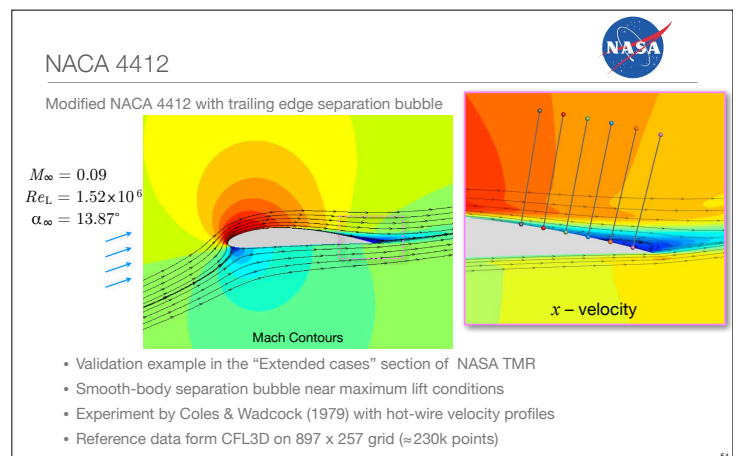 NASA
NACA 4412
Modified NACA 4412 with trailing edge separation bubble
M∞ = 0.09
Re_L = 1.52×10^6
α∞ = 13.87°
Mach Contours
x – velocity
• Validation example in the “Extended cases” section of NASA TMR
• Smooth-body separation bubble near maximum lift conditions
• Experiment by Coles & Wadcock (1979) with hot-wire velocity profiles
• Reference data form CFL3D on 897 x 257 grid (≈230k points)